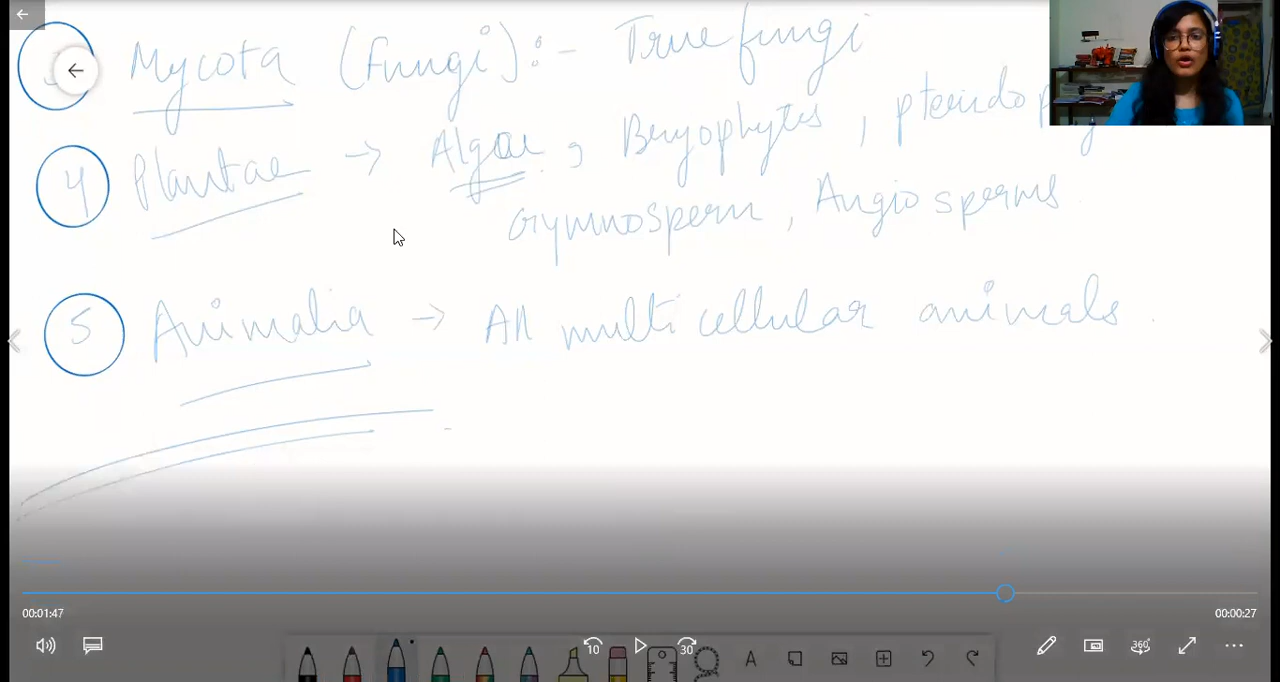 Mycota (Fungi) :- True fungi
4 Plantae → Algae, Bryophytes,
Gymnosperm, Angiosperms.
5 Animalia → All multicellular animals.
00:01:47
00:00:27
10
30
360
A